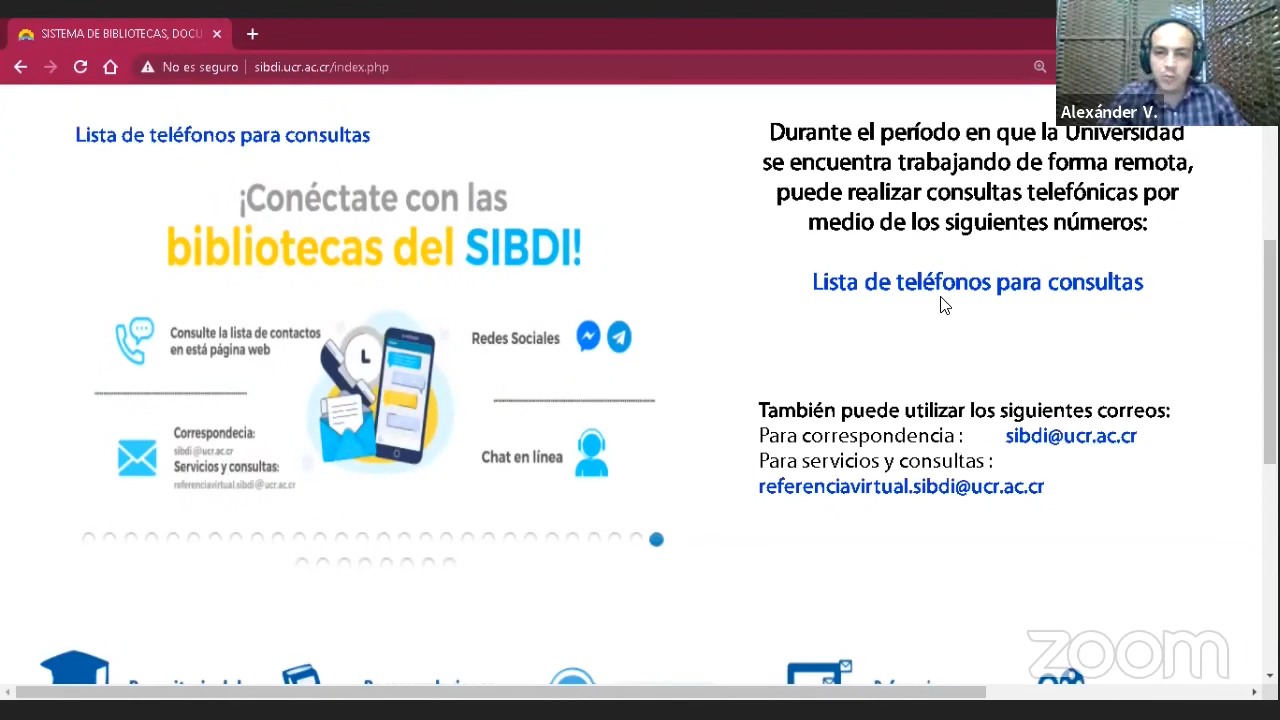 SISTEMA DE BIBLIOTECAS, DOCU
No es seguro
sibdi.ucr.ac.cr/index.php
Alexánder V.
Lista de teléfonos para consultas
¡Conéctate con las
bibliotecas del SIBDI!
Consulte la lista de contactos
en está página web
Redes Sociales
Correspondecia:
sibdi@ucr.ac.cr
Servicios y consultas:
referenciavirtual.sibdi@ucr.ac.cr
Chat en línea
Durante el período en que la Universidad
se encuentra trabajando de forma remota,
puede realizar consultas telefónicas por
medio de los siguientes números:
Lista de teléfonos para consultas
También puede utilizar los siguientes correos:
Para correspondencia : sibdi@ucr.ac.cr
Para servicios y consultas :
referenciavirtual.sibdi@ucr.ac.cr
zoom